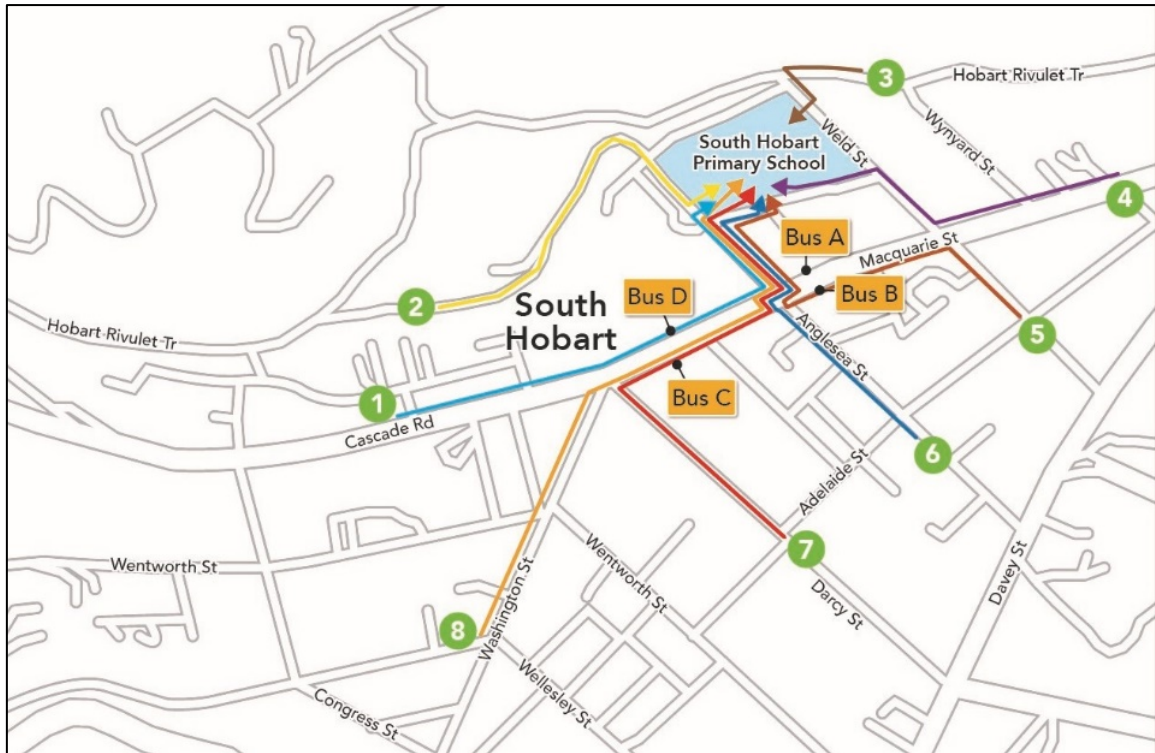 3
Hobart Rivulet Tr
South Hobart
Primary School
Weld St
Wynyard St
4
Bus A
Macquarie St
Bus B
Bus D
2
South
Hobart
Hobart Rivulet Tr
Anglesea St
5
Bus C
1
Cascade Rd
6
Adelaide St
7
Wentworth St
Wentworth St
Darcy St
Davey St
8
Washington St
Wellesley St
Congress St